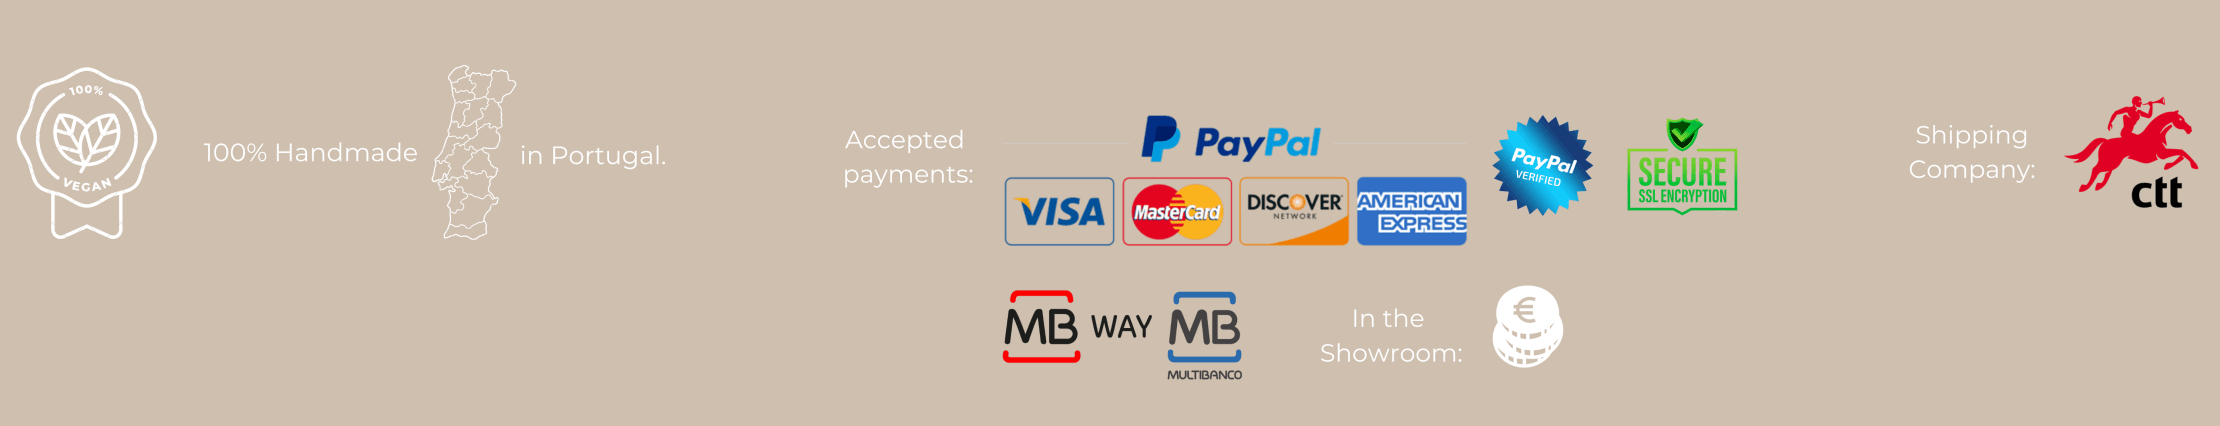 100%
VEGAN
100% Handmade
in Portugal.
Accepted
payments:
PayPal
VISA
MasterCard
DISCOVER
NETWORK
AMERICAN
EXPRESS
PayPal
VERIFIED
SECURE
SSL ENCRYPTION
MB WAY
MB
MULTIBANCO
In the
Showroom:
€
Shipping
Company:
ctt